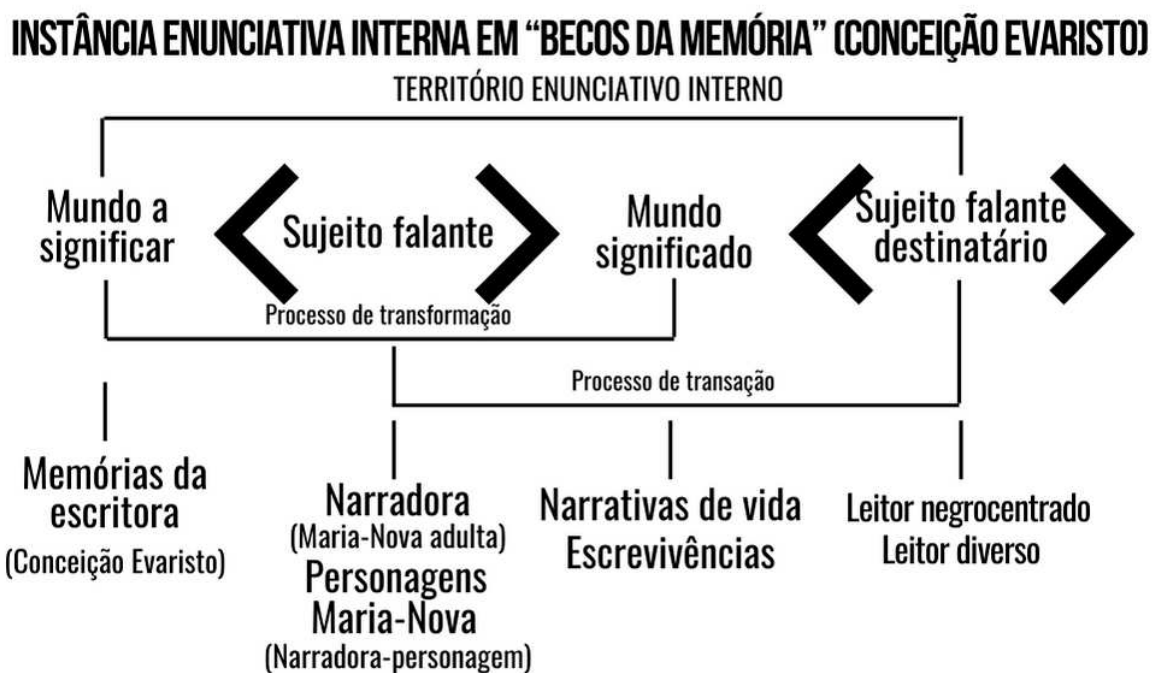 INSTÂNCIA ENUNCIATIVA INTERNA EM “BECOS DA MEMÓRIA” (CONCEIÇÃO EVARISTO)
TERRITÓRIO ENUNCIATIVO INTERNO
Mundo a
significar
Sujeito falante
Mundo
significado
Sujeito falante
destinatário
Processo de transformação
Processo de transação
Memórias da
escritora
(Conceição Evaristo)
Narradora
(Maria-Nova adulta)
Personagens
Maria-Nova
(Narradora-personagem)
Narrativas de vida
Escrevivências
Leitor negrocentrado
Leitor diverso